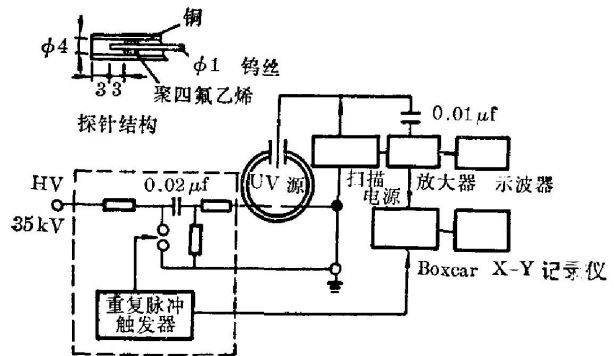 铜
ϕ4
ϕ1 钨丝
3 3
聚四氟乙烯
探针结构
0.01μf
HV
0.02μf
UV 源
扫描
电源
放大器
示波器
35kV
Boxcar X-Y 记录仪
重复脉冲
触发器